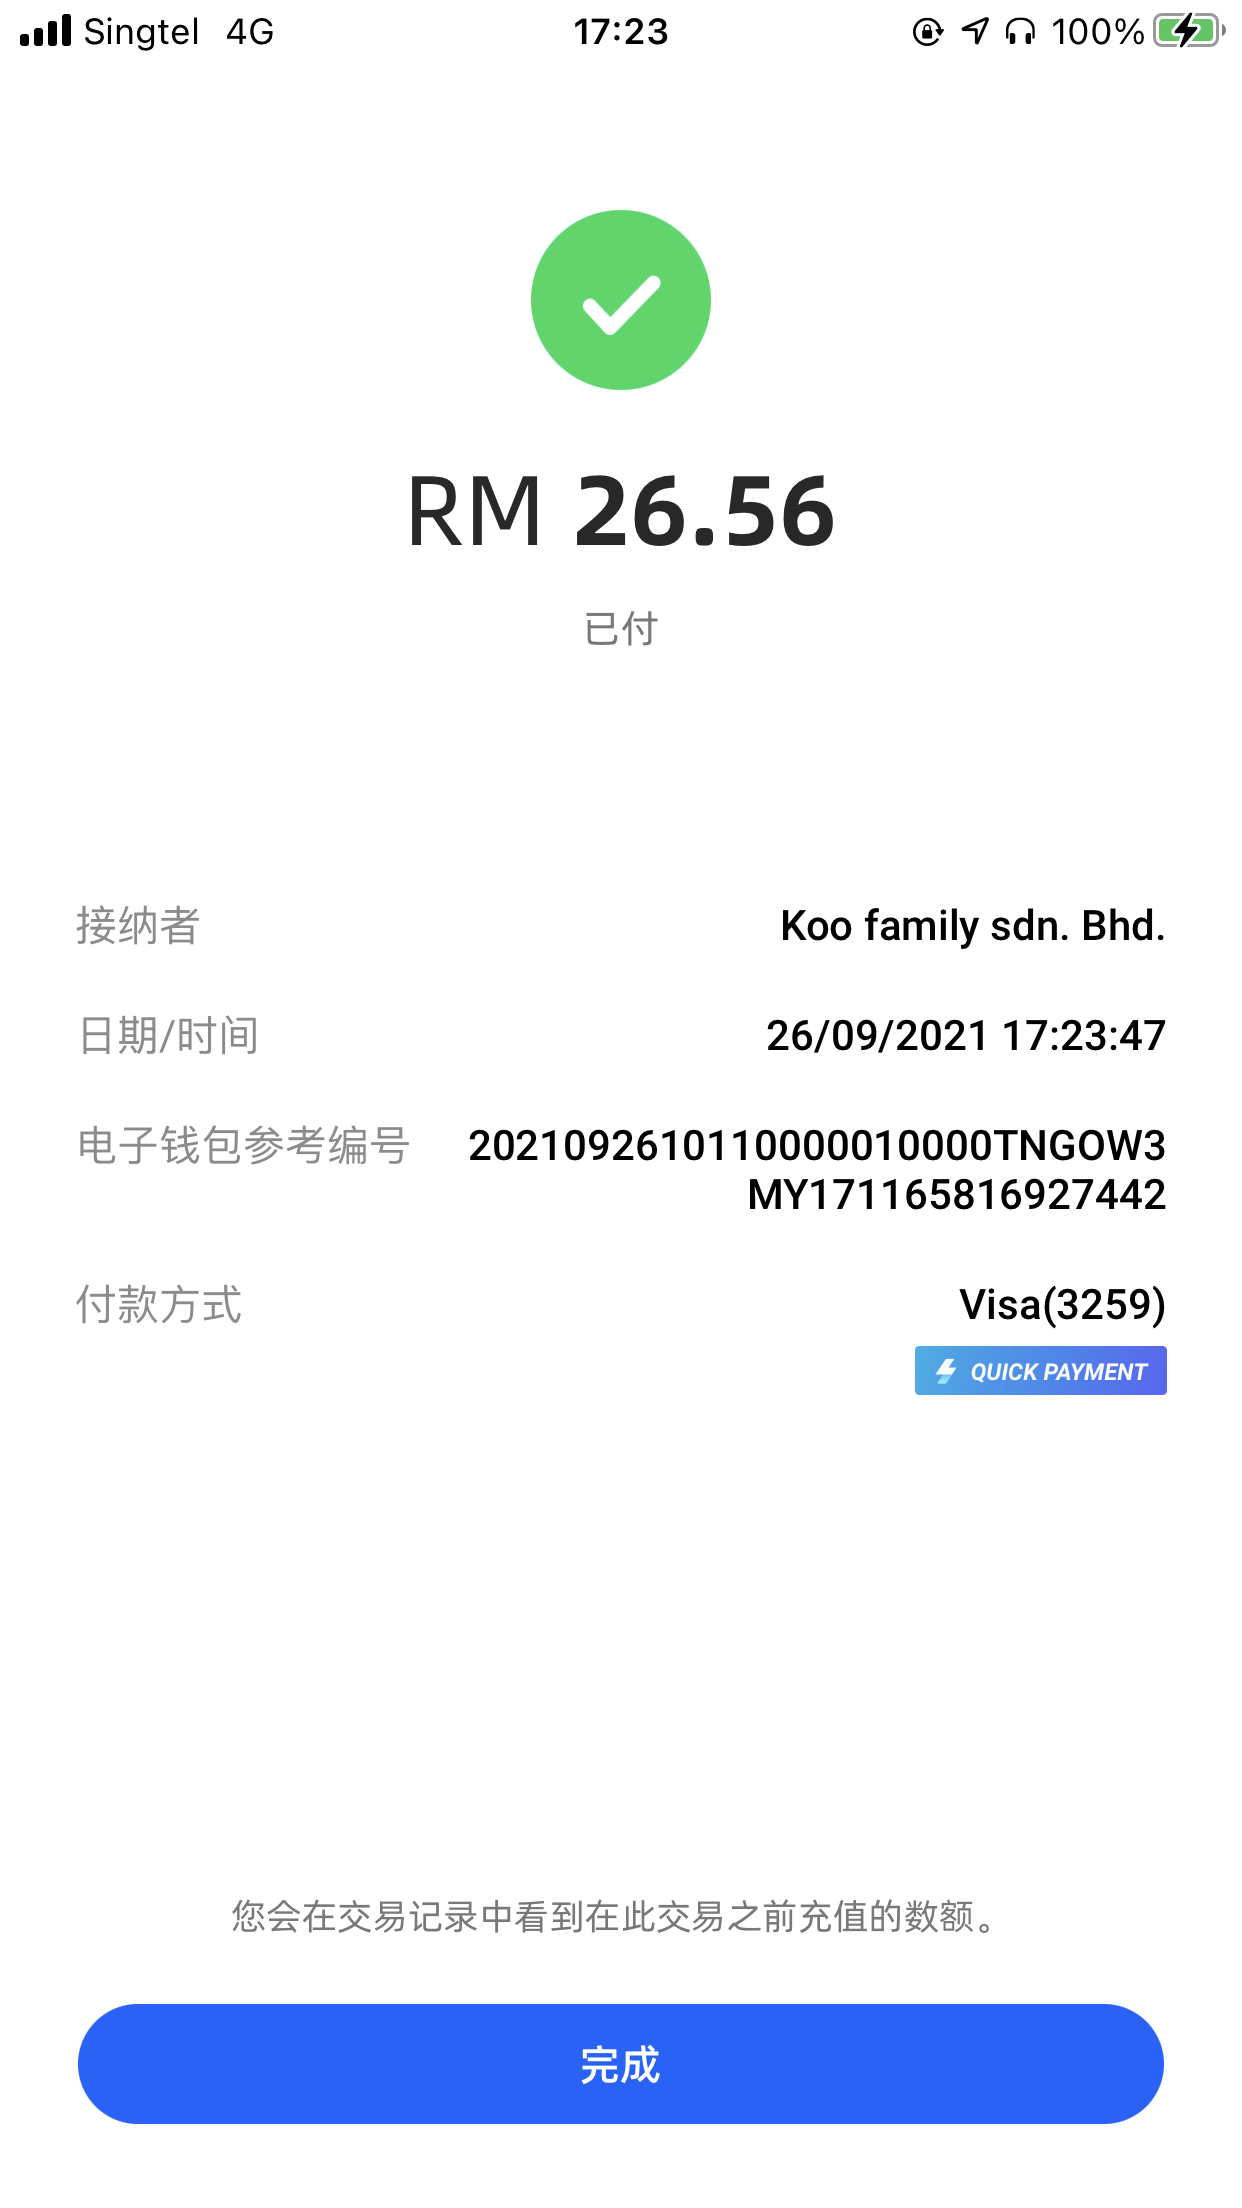 Singtel 4G 17:23 100%
RM 26.56
已付
接纳者 Koo family sdn. Bhd.
日期/时间 26/09/2021 17:23:47
电子钱包参考编号 20210926101110000010000TNGOW3
MY171165816927442
付款方式 Visa(3259)
QUICK PAYMENT
您会在交易记录中看到在此交易之前充值的数额。
完成